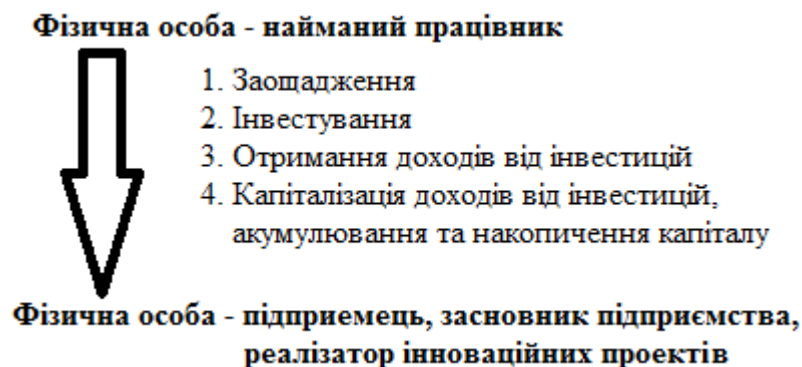 Фізична особа - найманий працівник
1. Заощадження
2. Інвестування
3. Отримання доходів від інвестицій
4. Капіталізація доходів від інвестицій,
акумулювання та накопичення капіталу
Фізична особа - підприемець, засновник підприємства,
реалізатор інноваційних проектів